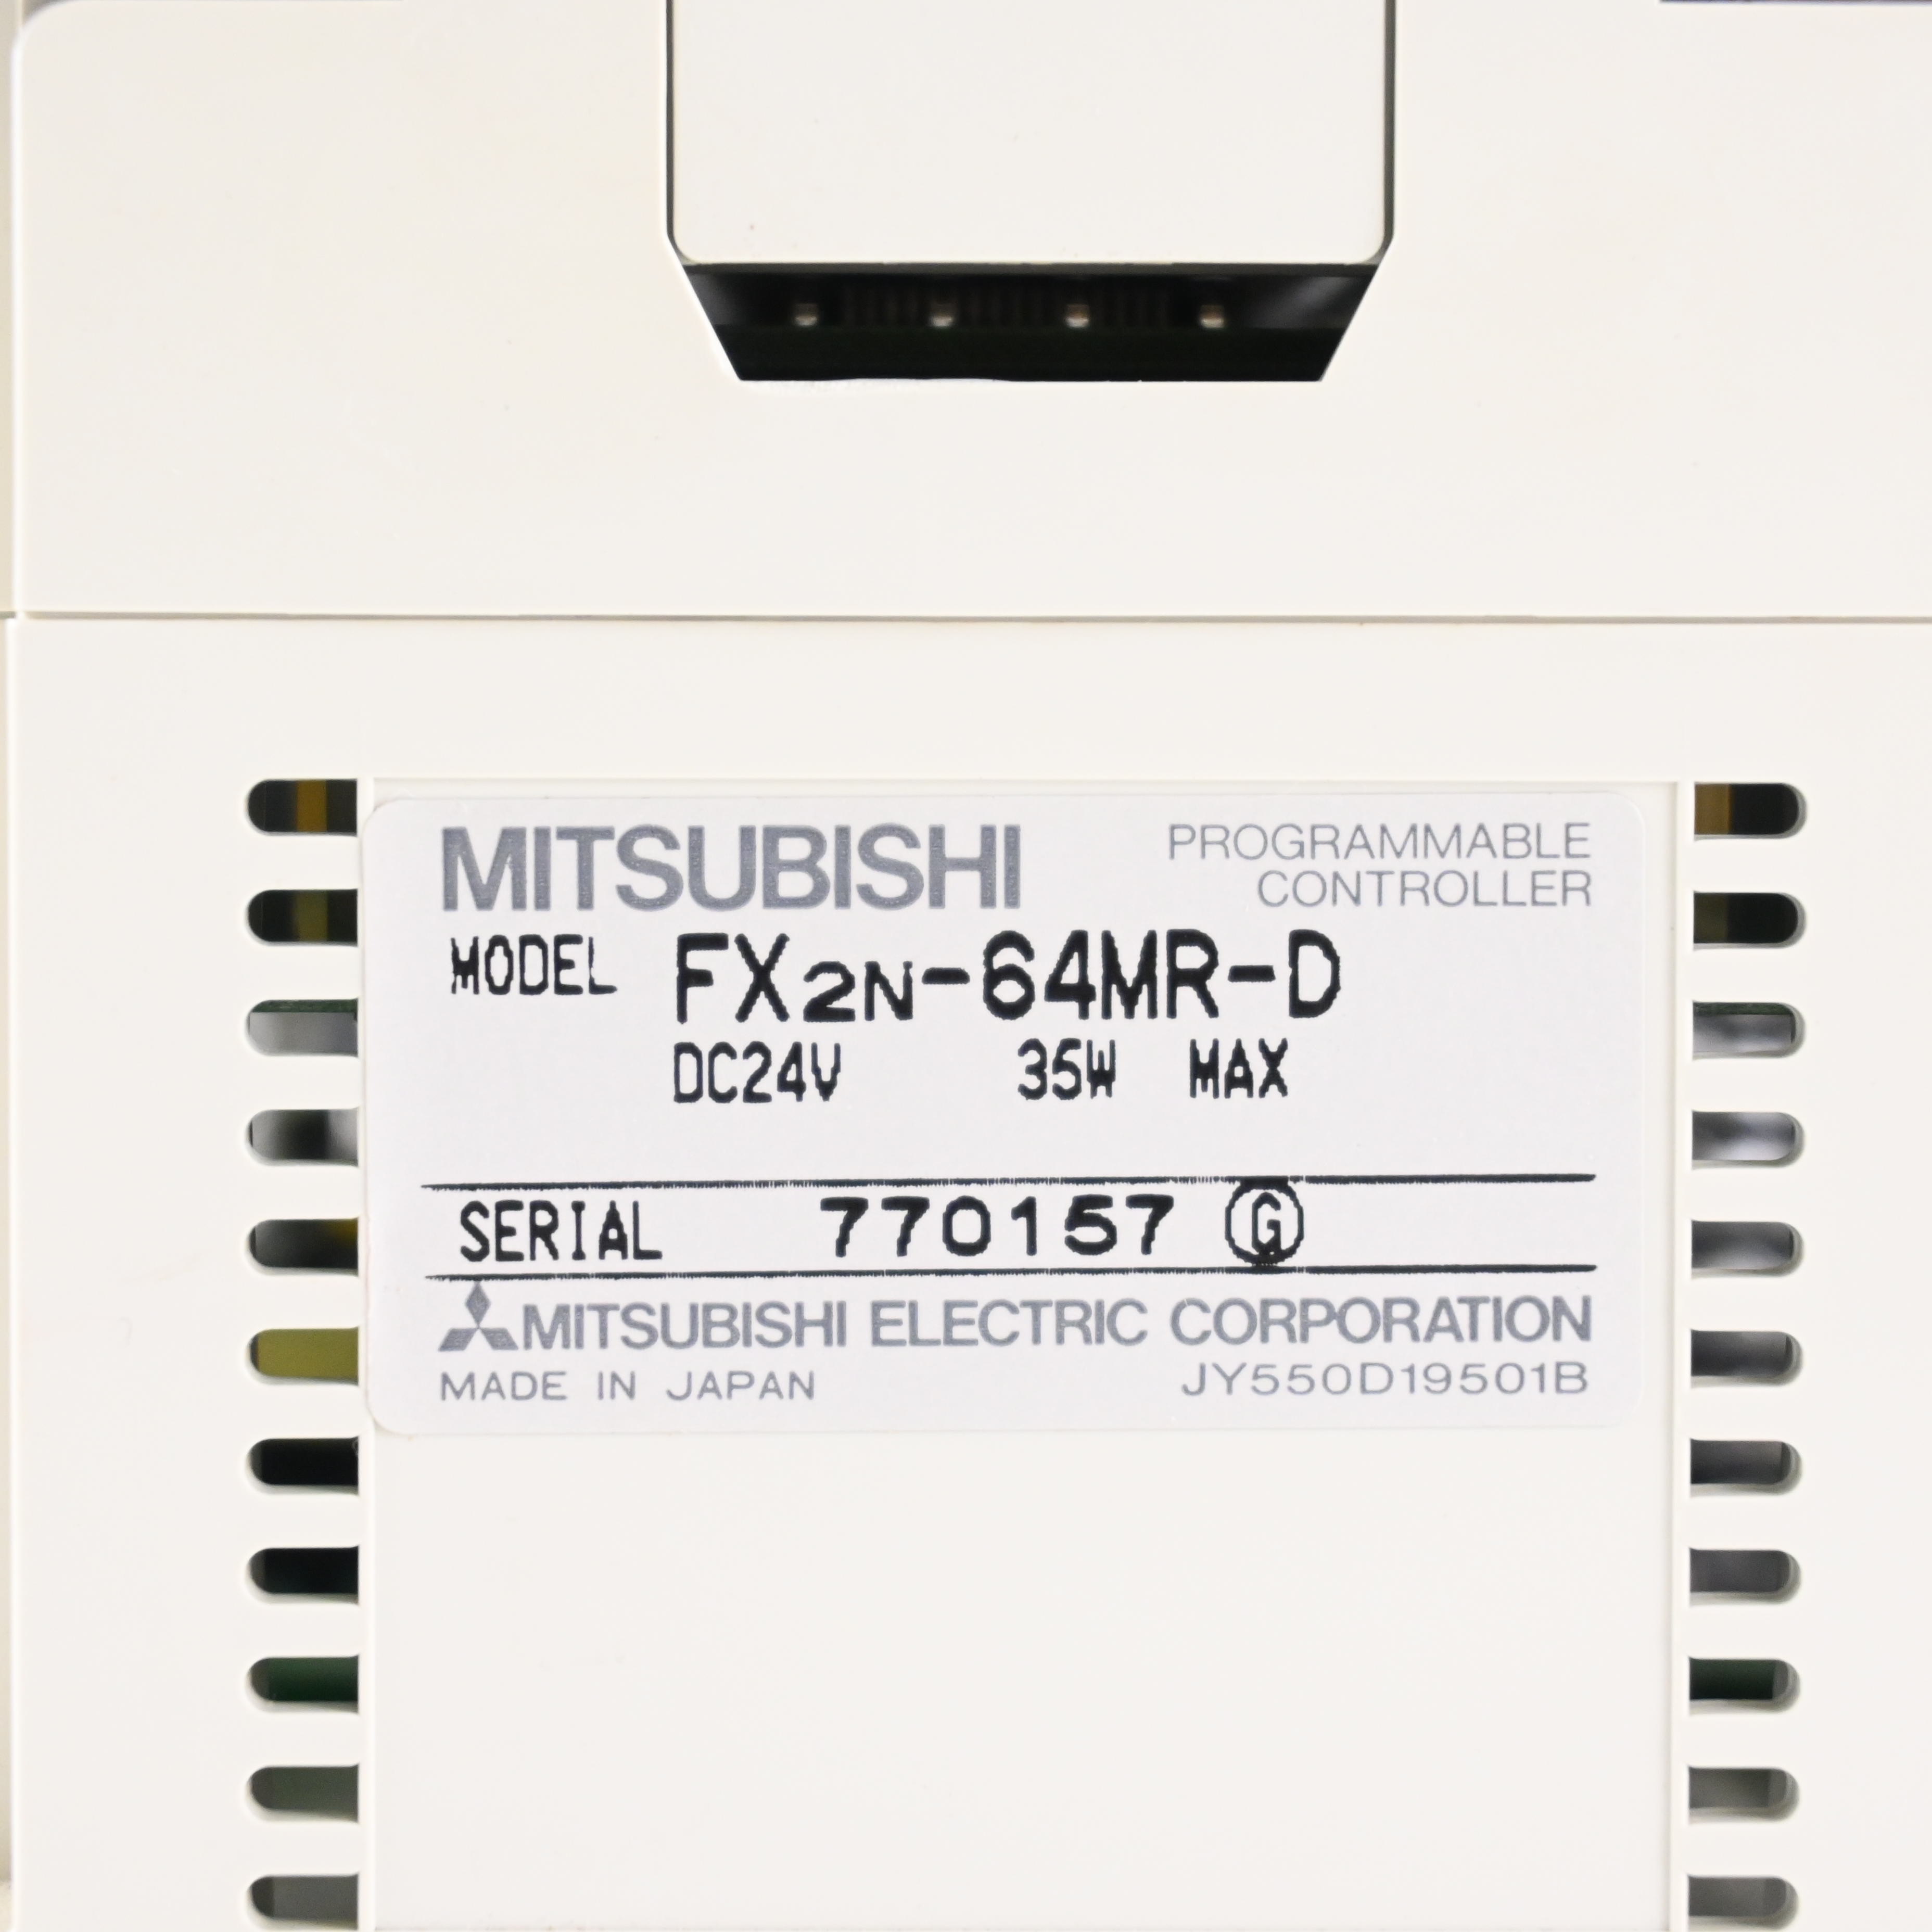 MITSUBISHI PROGRAMMABLE
CONTROLLER
MODEL FX2N-64MR-D
DC24V 35W MAX
SERIAL 770157 Ⓖ
MITSUBISHI ELECTRIC CORPORATION
MADE IN JAPAN JY550D19501B